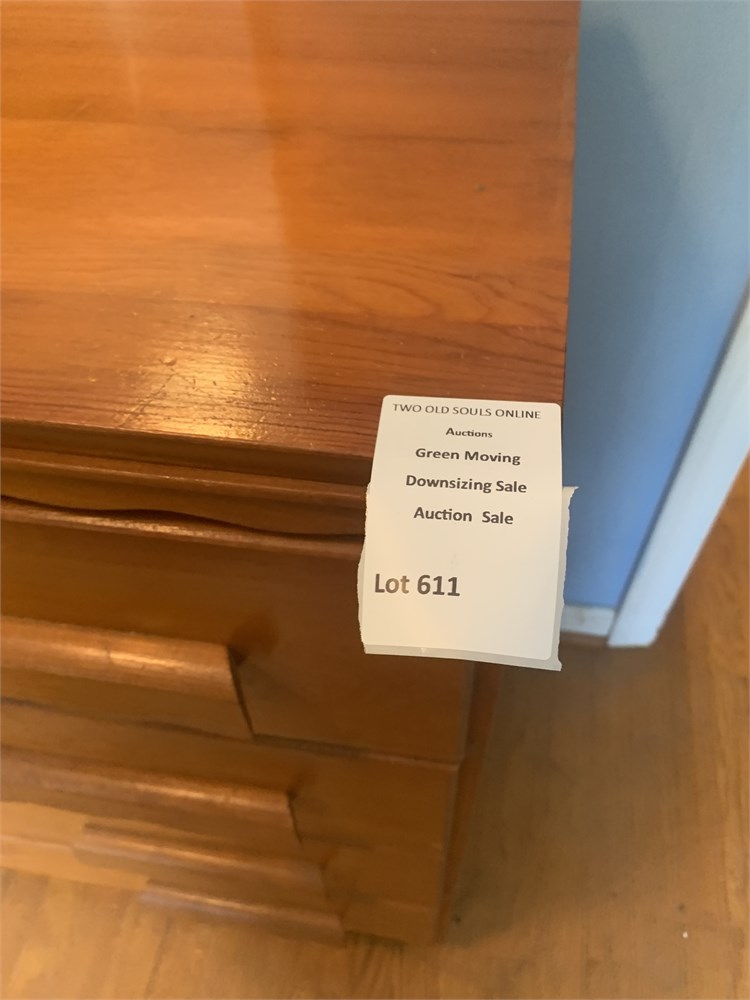 TWO OLD SOULS ONLINE
Auctions
Green Moving
Downsizing Sale
Auction Sale
Lot 611